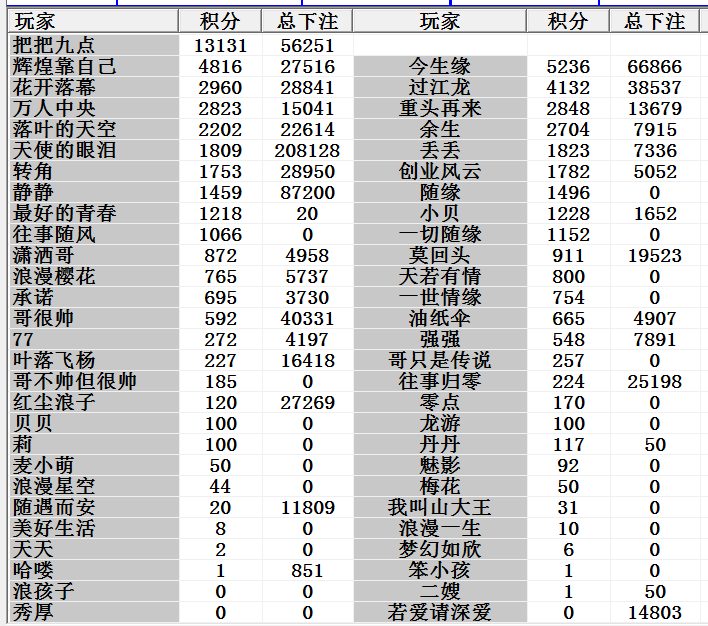 玩家 积分 总下注 玩家 积分 总下注
把把九点 13131 56251
辉煌靠自己 4816 27516 今生缘 5236 66866
花开落幕 2960 28841 过江龙 4132 38537
万人中央 2823 15041 重头再来 2848 13679
落叶的天空 2202 22614 余生 2704 7915
天使的眼泪 1809 208128 丢丢 1823 7336
转角 1753 28950 创业风云 1782 5052
静静 1459 87200 随缘 1496 0
最好的青春 1218 20 小贝 1228 1652
往事随风 1066 0 一切随缘 1152 0
潇洒哥 872 4958 莫回头 911 19523
浪漫樱花 765 5737 天若有情 800 0
承诺 695 3730 一世情缘 754 0
哥很帅 592 40331 油纸伞 665 4907
77 272 4197 强强 548 7891
叶落飞杨 227 16418 哥只是传说 257 0
哥不帅但很帅 185 0 往事归零 224 25198
红尘浪子 120 27269 零点 170 0
贝贝 100 0 龙游 100 0
莉 100 0 丹丹 117 50
麦小萌 50 0 魅影 92 0
浪漫星空 44 0 梅花 50 0
随遇而安 20 11809 我叫山大王 31 0
美好生活 8 0 浪漫一生 10 0
天天 2 0 梦幻如欣 6 0
哈喽 1 851 笨小孩 1 0
浪孩子 0 0 二嫂 1 50
秀厚 0 0 若爱请深爱 0 14803